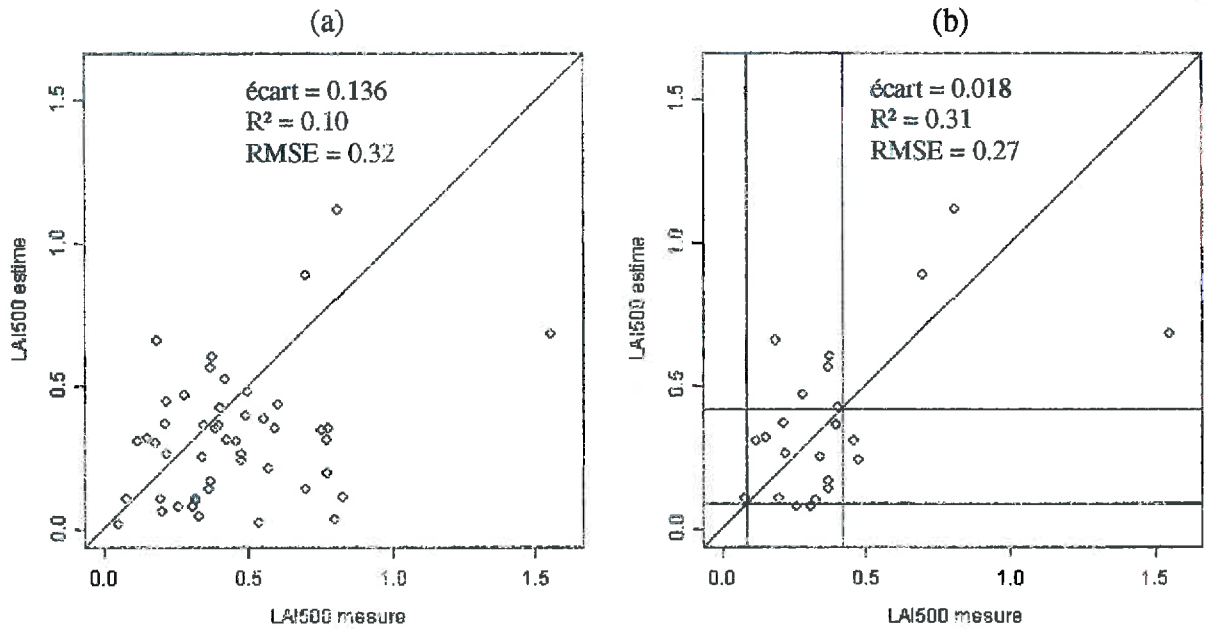 (a)
écart = 0.136
R² = 0.10
RMSE = 0.32
LAI500 estime
1.5
1.0
0.5
0.0
0.0 0.5 1.0 1.5
LAI500 mesure
(b)
écart = 0.018
R² = 0.31
RMSE = 0.27
LAI500 estime
1.5
1.0
0.5
0.0
0.0 0.5 1.0 1.5
LAI500 mesure